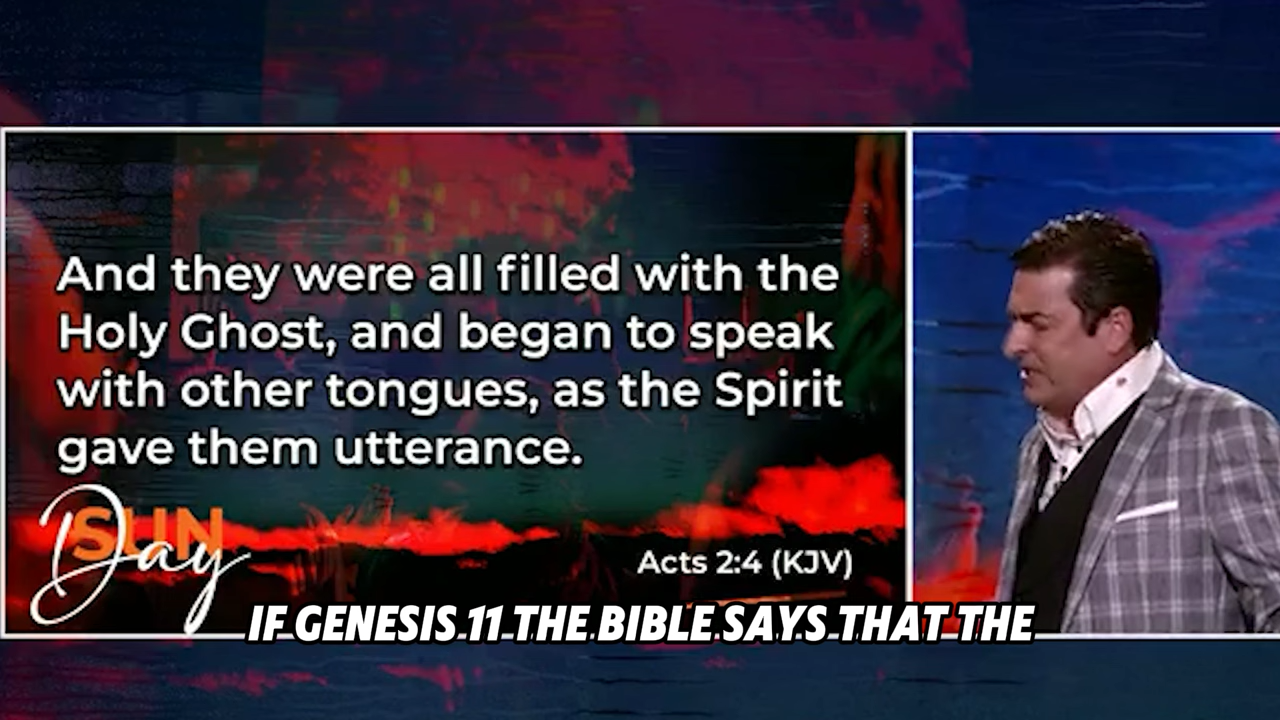 And they were all filled with the
Holy Ghost, and began to speak
with other tongues, as the Spirit
gave them utterance.
SUN
Day
Acts 2:4 (KJV)
IF GENESIS 11 THE BIBLE SAYS THAT THE